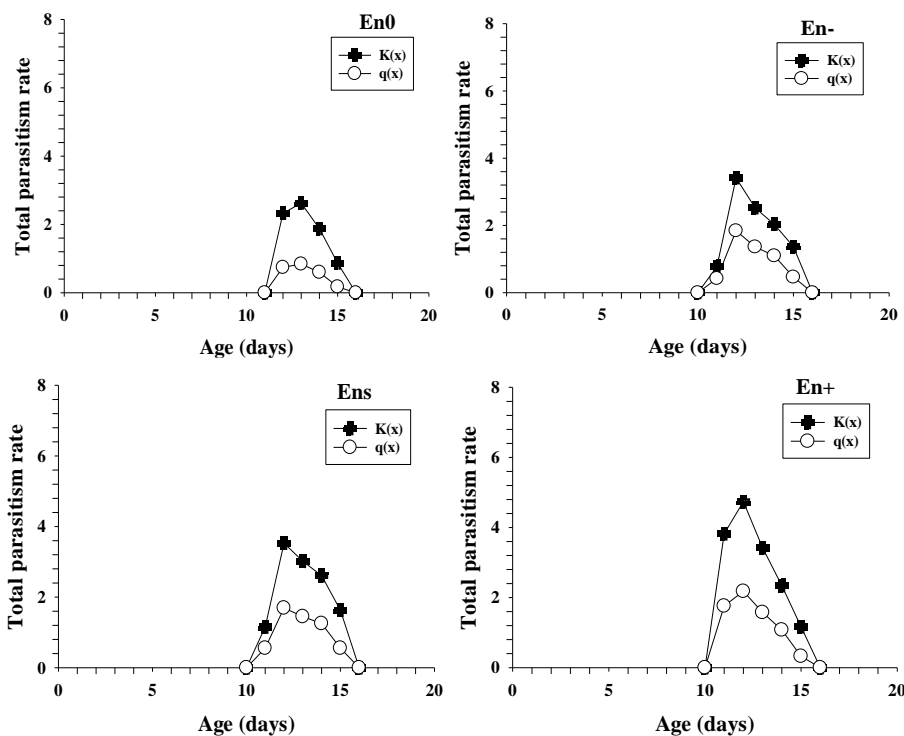 En0
K(x)
q(x)
Total parasitism rate
8
6
4
2
0
0 5 10 15 20
Age (days)
En-
K(x)
q(x)
Total parasitism rate
8
6
4
2
0
0 5 10 15 20
Age (days)
Ens
K(x)
q(x)
Total parasitism rate
8
6
4
2
0
0 5 10 15 20
Age (days)
En+
K(x)
q(x)
Total parasitism rate
8
6
4
2
0
0 5 10 15 20
Age (days)